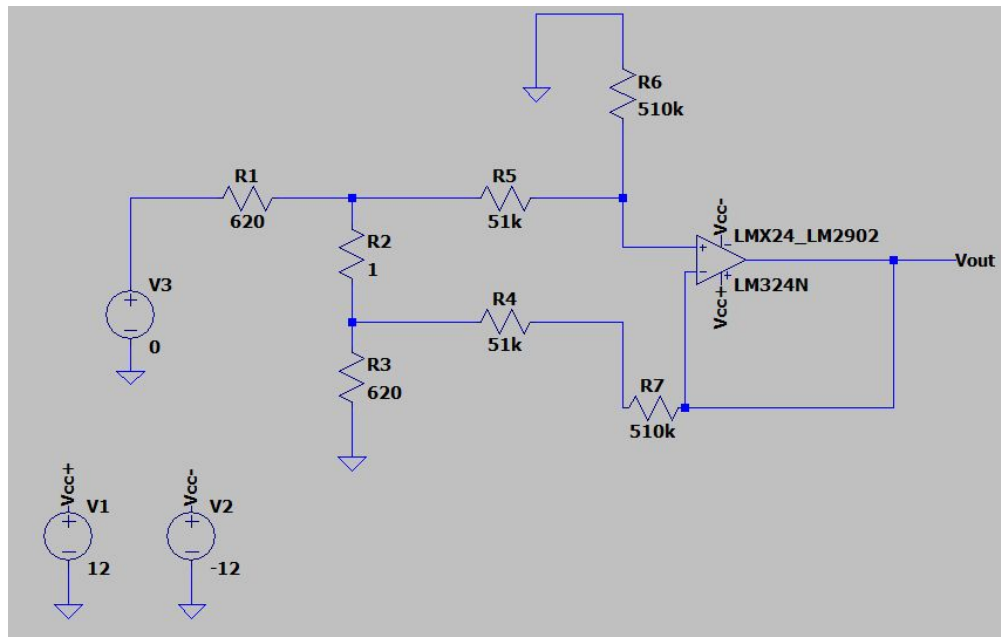 R6
510k
R1
620
R5
51k
Vcc-
LMX24_LM2902
R2
1
Vout
V3
0
R4
51k
LM324N
Vcc+
R3
620
R7
510k
Vcc+
V1
12
Vcc-
V2
-12